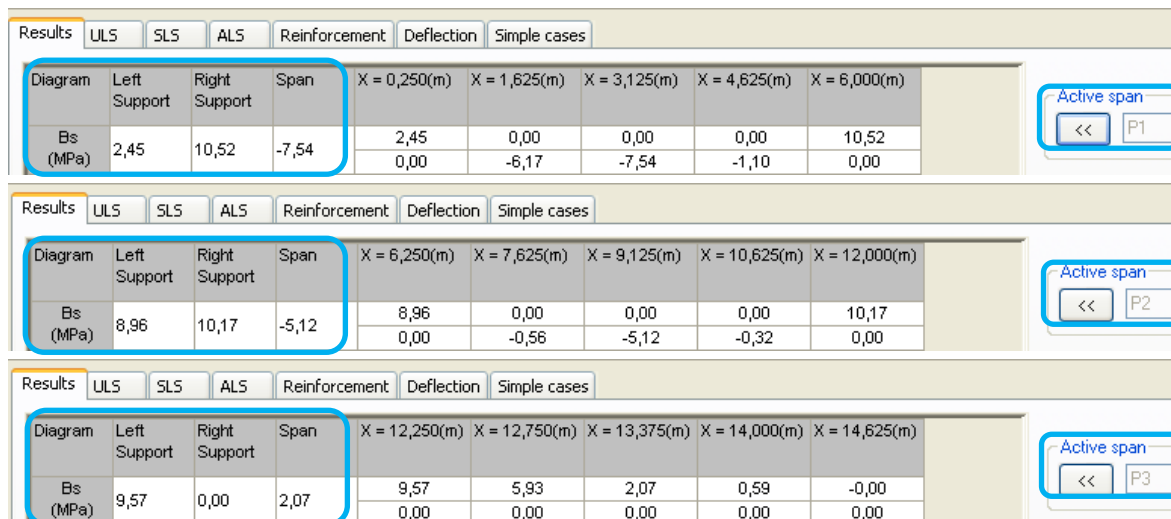 Results ULS SLS ALS Reinforcement Deflection Simple cases
Diagram Left Support Right Support Span X = 0,250(m) X = 1,625(m) X = 3,125(m) X = 4,625(m) X = 6,000(m)
Active span
<< P1
Bs (MPa) 2,45 10,52 -7,54 2,45 0,00 0,00 0,00 10,52
0,00 -6,17 -7,54 -1,10 0,00
Results ULS SLS ALS Reinforcement Deflection Simple cases
Diagram Left Support Right Support Span X = 6,250(m) X = 7,625(m) X = 9,125(m) X = 10,625(m) X = 12,000(m)
Active span
<< P2
Bs (MPa) 8,96 10,17 -5,12 8,96 0,00 0,00 0,00 10,17
0,00 -0,56 -5,12 -0,32 0,00
Results ULS SLS ALS Reinforcement Deflection Simple cases
Diagram Left Support Right Support Span X = 12,250(m) X = 12,750(m) X = 13,375(m) X = 14,000(m) X = 14,625(m)
Active span
<< P3
Bs (MPa) 9,57 0,00 2,07 9,57 5,93 2,07 0,59 -0,00
0,00 0,00 0,00 0,00 0,00